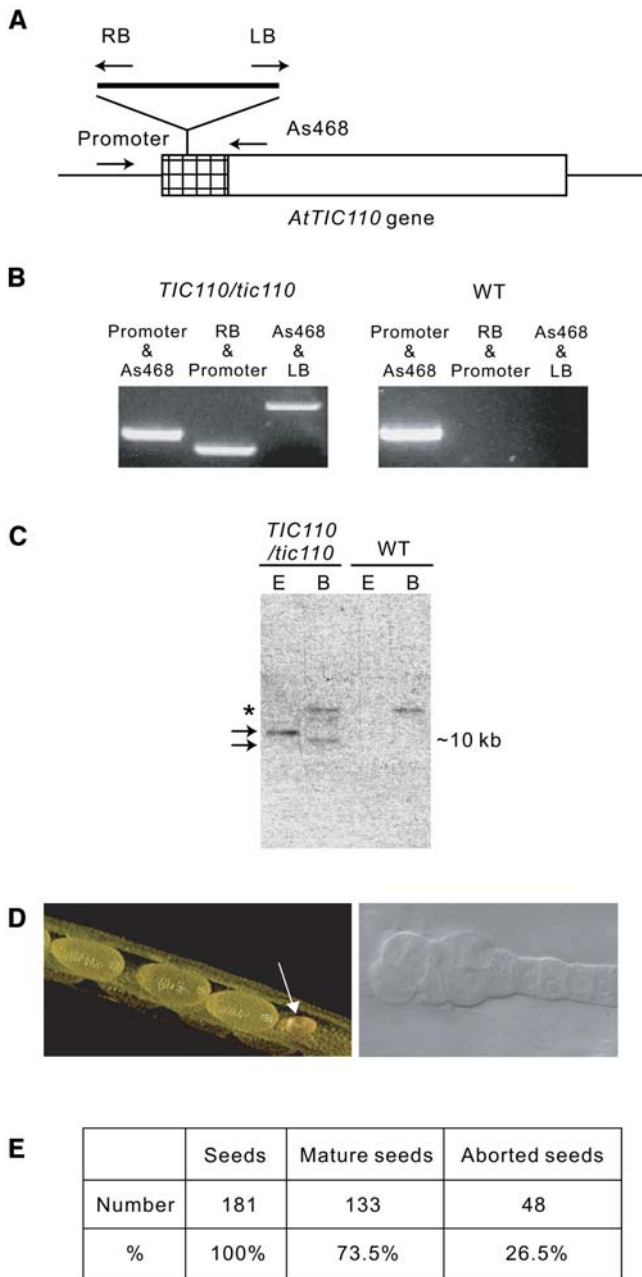 A
RB LB
Promoter
As468
AtTIC110 gene
B
TIC110/tic110 WT
Promoter RB As468 Promoter RB As468
& & & & & &
As468 Promoter LB As468 Promoter LB
C
TIC110
/tic110 WT
E B E B
*
~10 kb
D
E
Seeds Mature seeds Aborted seeds
Number 181 133 48
% 100% 73.5% 26.5%